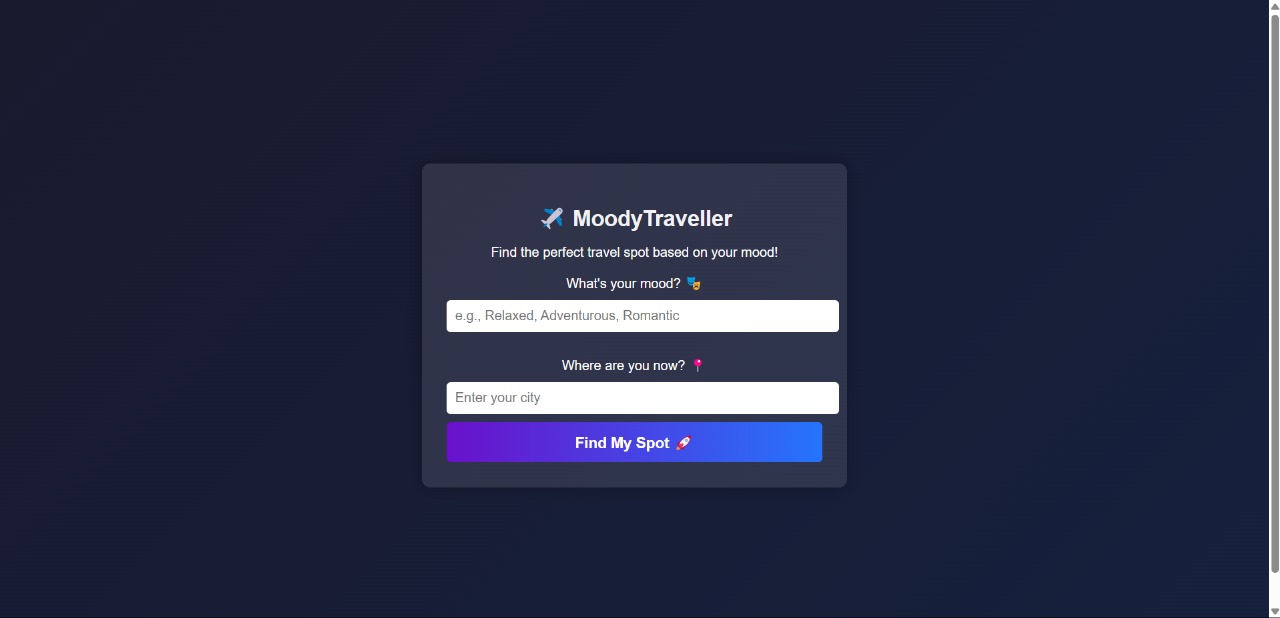 ✈️ MoodyTraveller
Find the perfect travel spot based on your mood!
What's your mood? 🎭
e.g., Relaxed, Adventurous, Romantic
Where are you now? 📍
Enter your city
Find My Spot 🚀